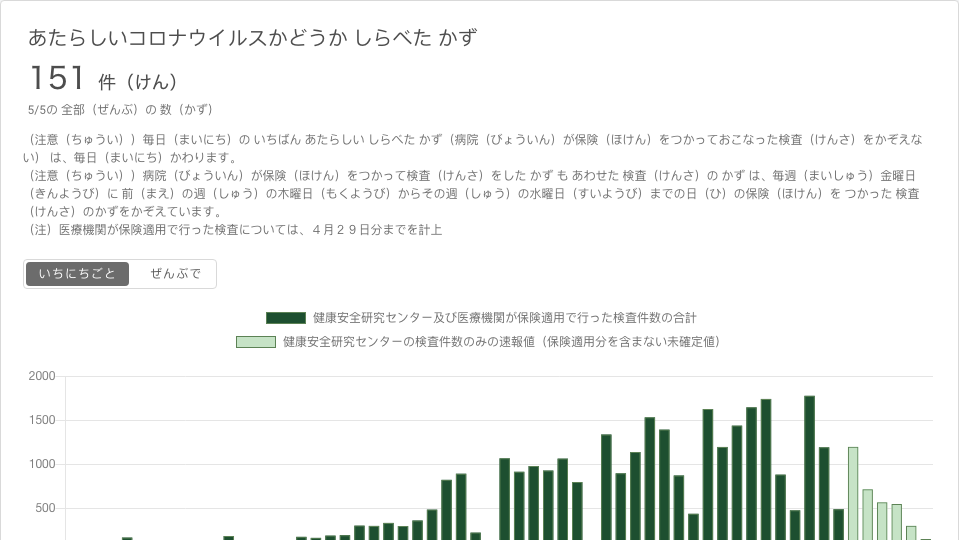 あたらしいコロナウイルスかどうか しらべた かず
151 件（けん）
5/5の 全部（ぜんぶ）の 数（かず）
（注意（ちゅうい））毎日（まいにち）の いちばん あたらしい しらべた かず（病院（びょういん）が保険（ほけん）をつかっておこなった検査（けんさ）をかぞえな
い） は、毎日（まいにち）かわります。
（注意（ちゅうい））病院（びょういん）が保険（ほけん）をつかって検査（けんさ）をした かず も あわせた 検査（けんさ）の かず は、毎週（まいしゅう）金曜日
（きんようび）に 前（まえ）の週（しゅう）の木曜日（もくようび）からその週（しゅう）の水曜日（すいようび）までの日（ひ）の保険（ほけん）を つかった 検査
（けんさ）のかずをかぞえています。
（注）医療機関が保険適用で行った検査については、４月２９日分までを計上
いちにちごと ぜんぶで
健康安全研究センター及び医療機関が保険適用で行った検査件数の合計
健康安全研究センターの検査件数のみの速報値（保険適用分を含まない未確定値）
2000
1500
1000
500